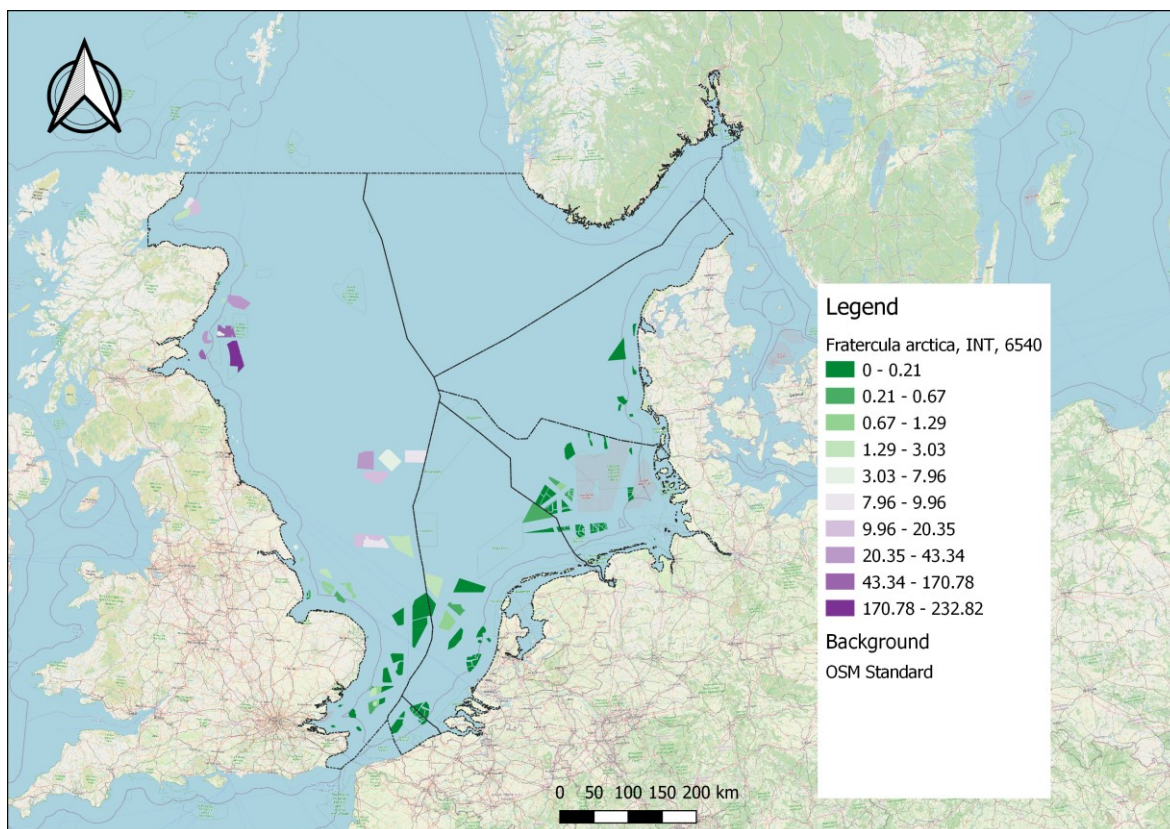 Legend
Fratercula arctica, INT, 6540
0 - 0.21
0.21 - 0.67
0.67 - 1.29
1.29 - 3.03
3.03 - 7.96
7.96 - 9.96
9.96 - 20.35
20.35 - 43.34
43.34 - 170.78
170.78 - 232.82
Background
OSM Standard
0 50 100 150 200 km